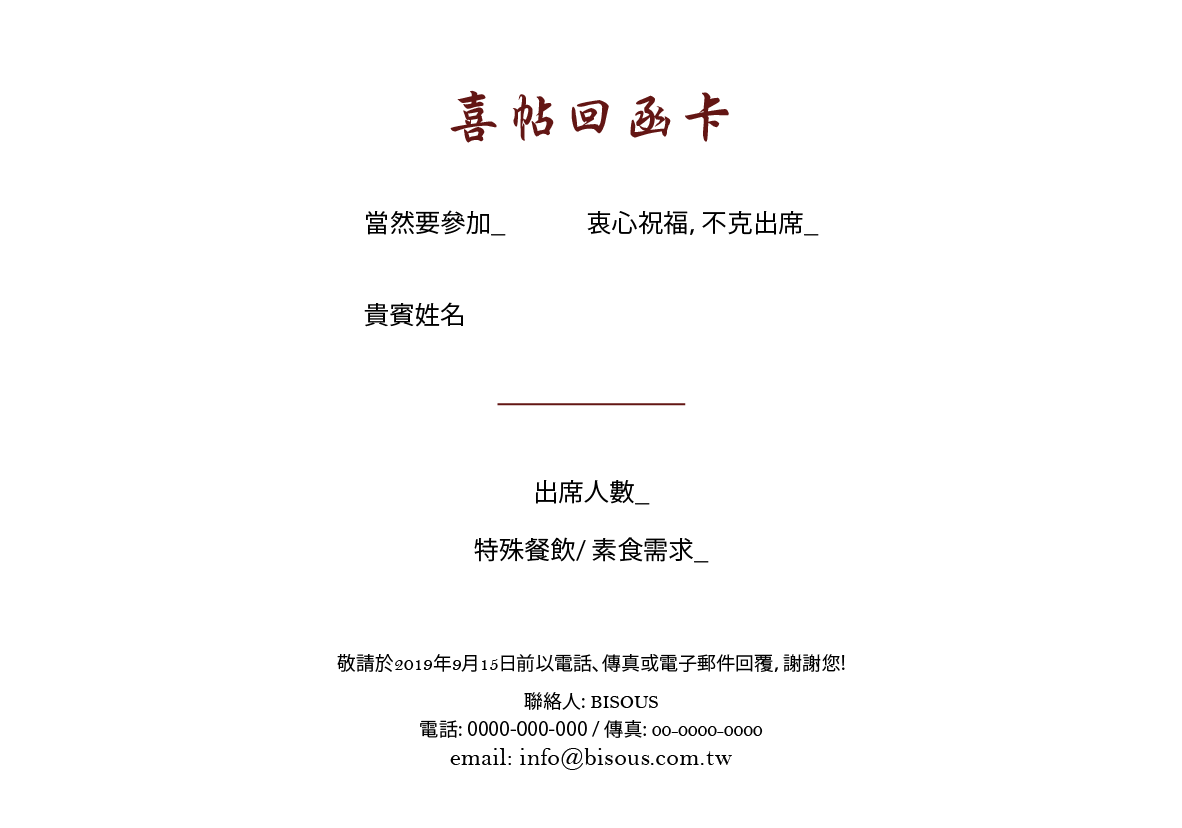 喜帖回函卡
當然要參加_ 衷心祝福, 不克出席_
貴賓姓名
出席人數_
特殊餐飲/ 素食需求_
敬請於2019年9月15日前以電話、傳真或電子郵件回覆, 謝謝您!
聯絡人: BISOUS
電話: 0000-000-000 / 傳真: 00-0000-0000
email: info@bisous.com.tw